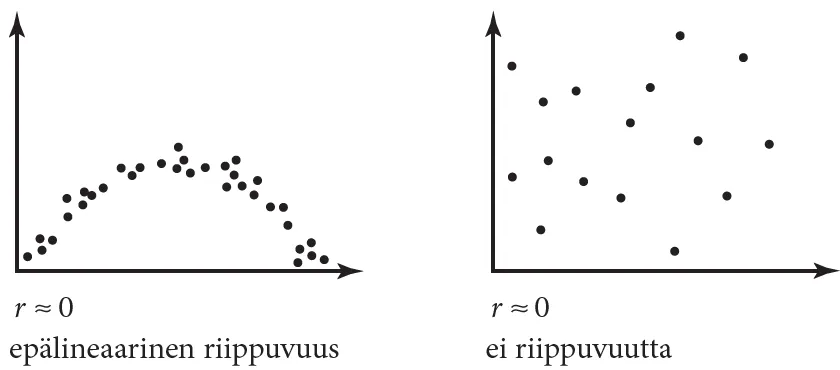 r ≈ 0
epälineaarinen riippuvuus
r ≈ 0
ei riippuvuutta